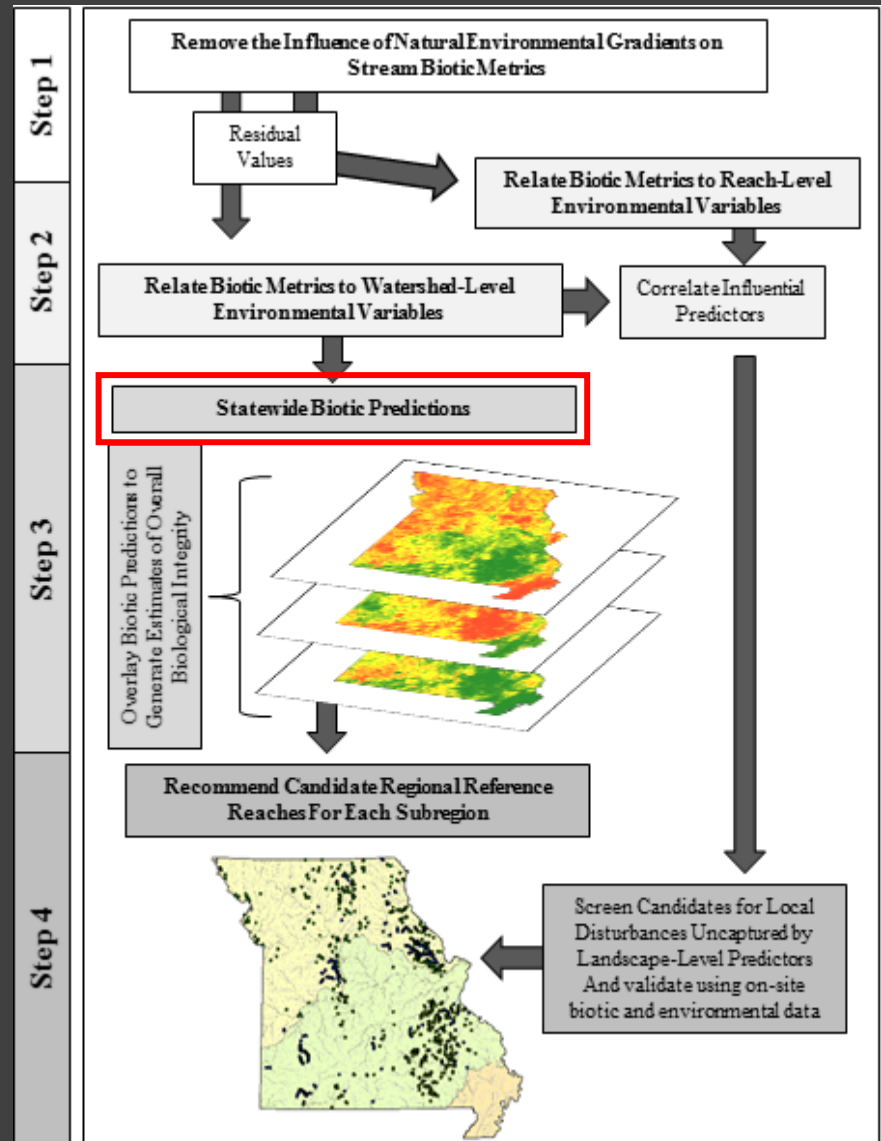 Step 1
Remove the Influence of Natural Environmental Gradients on
Stream Biotic Metrics
Residual
Values
Step 2
Relate Biotic Metrics to Reach-Level
Environmental Variables
Relate Biotic Metrics to Watershed-Level
Environmental Variables
Correlate Influential
Predictors
Step 3
Statewide Biotic Predictions
Overlay Biotic Predictions to
Generate Estimates of Overall
Biological Integrity
Step 4
Recommend Candidate Regional Reference
Reaches For Each Subregion
Screen Candidates for Local
Disturbances Uncaptured by
Landscape-Level Predictors
And validate using on-site
biotic and environmental data